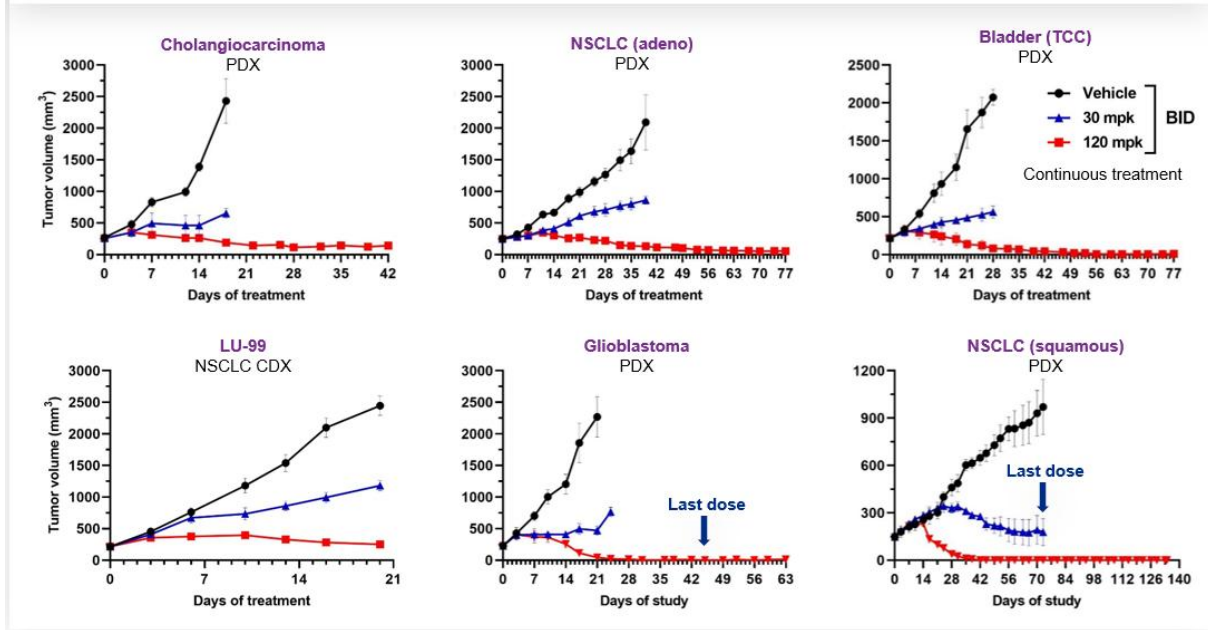 Cholangiocarcinoma
PDX
3000
2500
2000
1500
1000
500
0
Tumor volume (mm³)
0 7 14 21 28 35 42
Days of treatment
NSCLC (adeno)
PDX
3000
2500
2000
1500
1000
500
0
0 7 14 21 28 35 42 49 56 63 70 77
Days of treatment
Bladder (TCC)
PDX
2500
2000
1500
1000
500
0
Vehicle
30 mpk
120 mpk
BID
Continuous treatment
0 7 14 21 28 35 42 49 56 63 70 77
Days of treatment
LU-99
NSCLC CDX
3000
2500
2000
1500
1000
500
0
Tumor volume (mm³)
0 7 14 21
Days of treatment
Glioblastoma
PDX
3000
2500
2000
1500
1000
500
0
Last dose
0 7 14 21 28 35 42 49 56 63
Days of study
NSCLC (squamous)
PDX
1200
900
600
300
0
Last dose
0 14 28 42 56 70 84 98 112 126 140
Days of study